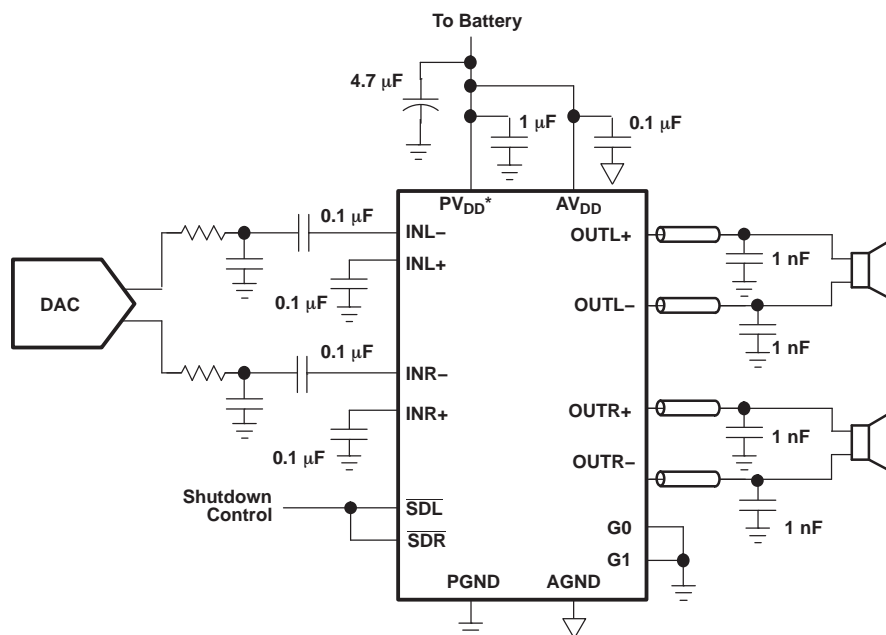 To Battery
4.7 µF
1 µF
0.1 µF
PVDD*
AVDD
0.1 µF
INL–
OUTL+
INL+
1 nF
0.1 µF
DAC
OUTL–
0.1 µF
1 nF
INR–
INR+
OUTR+
1 nF
0.1 µF
OUTR–
Shutdown
Control
SDL
SDR
G0
1 nF
G1
PGND
AGND